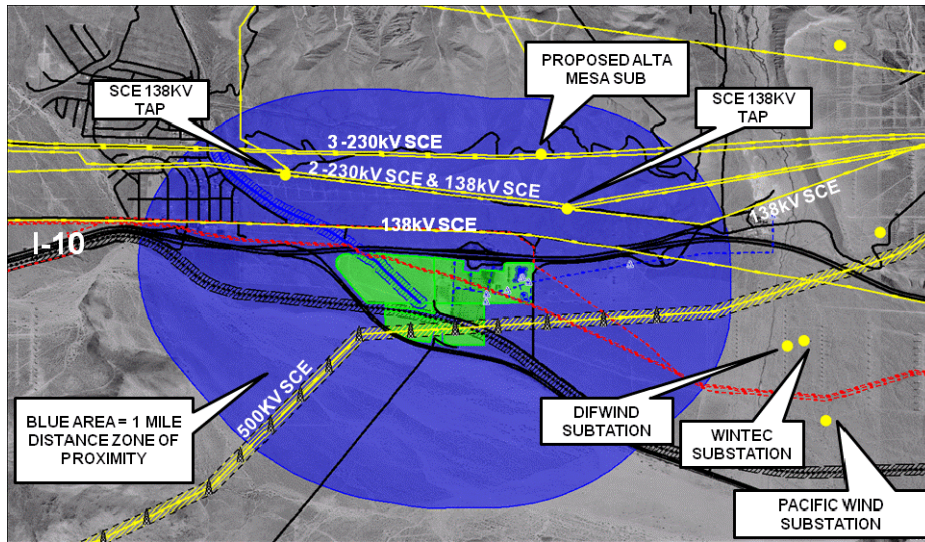 PROPOSED ALTA
MESA SUB
SCE 138KV
TAP
SCE 138KV
TAP
3 -230kV SCE
2 -230kV SCE & 138kV SCE
138kV SCE
138kV SCE
I-10
500KV SCE
BLUE AREA = 1 MILE
DISTANCE ZONE OF
PROXIMITY
DIFWIND
SUBTATION
WINTEC
SUBSTATION
PACIFIC WIND
SUBSTATION